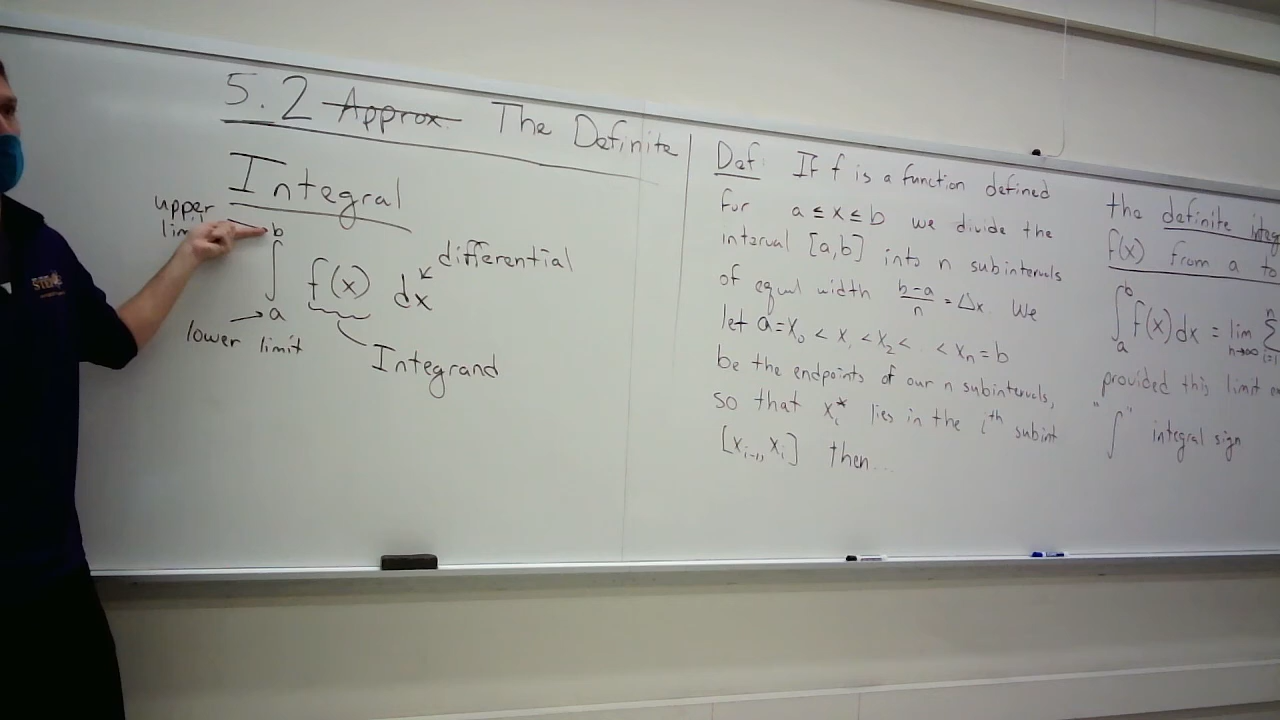 5.2 Approx. The Definite
Integral
upper
b
∫ f(x) dx
differential
a
lower limit
Integrand
Def: If f is a function defined
for a ≤ x ≤ b we divide the
interval [a,b] into n subintervals
of equal width b-a/n = Δx. We
let a = x₀ < x₁ < x₂ < < xₙ = b
be the endpoints of our n subintervals,
so that xᵢ* lies in the iᵗʰ subint
[xᵢ₋₁, xᵢ] then...
the definite
f(x) from a to
∫ₐᵇ f(x) dx = lim n→∞ Σ i=1 n
provided this limit
"∫" integral sign